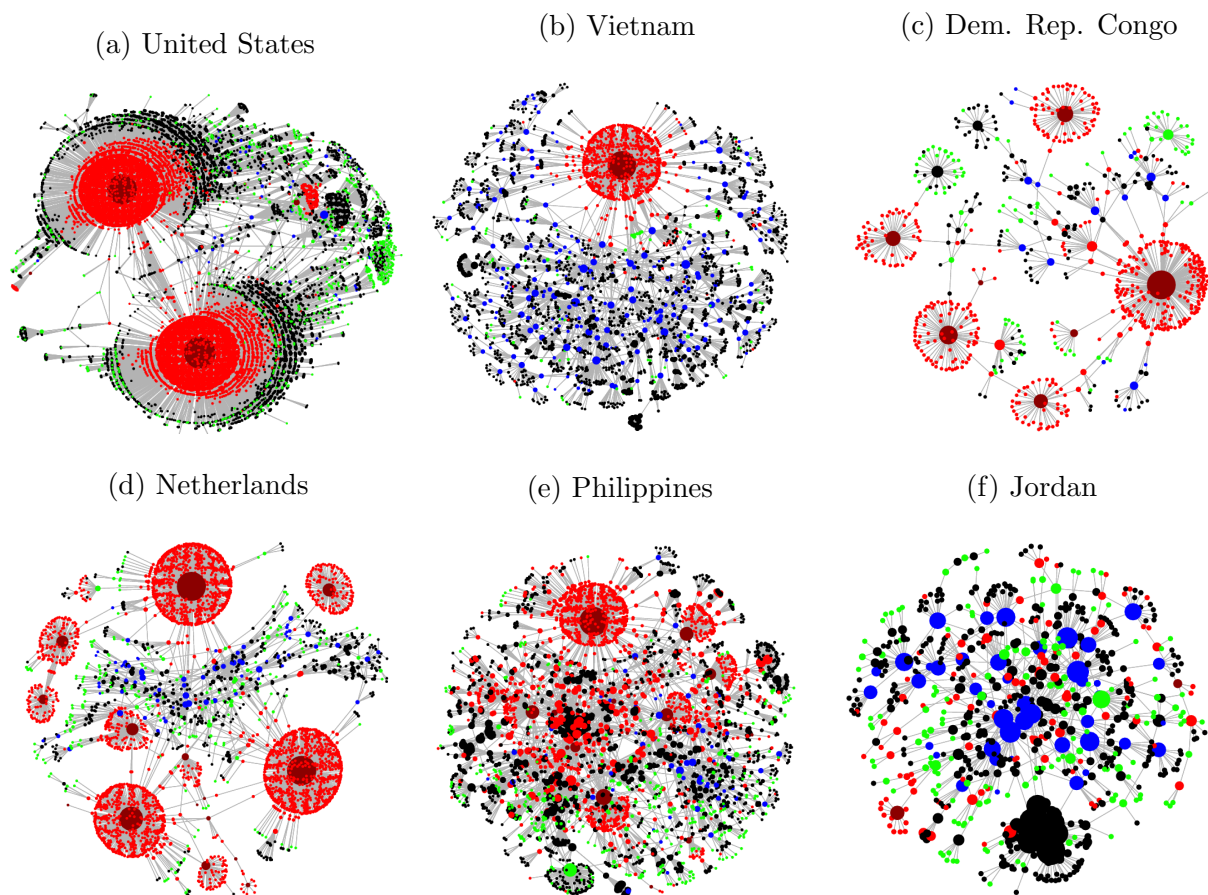 (a) United States
(b) Vietnam
(c) Dem. Rep. Congo
(d) Netherlands
(e) Philippines
(f) Jordan